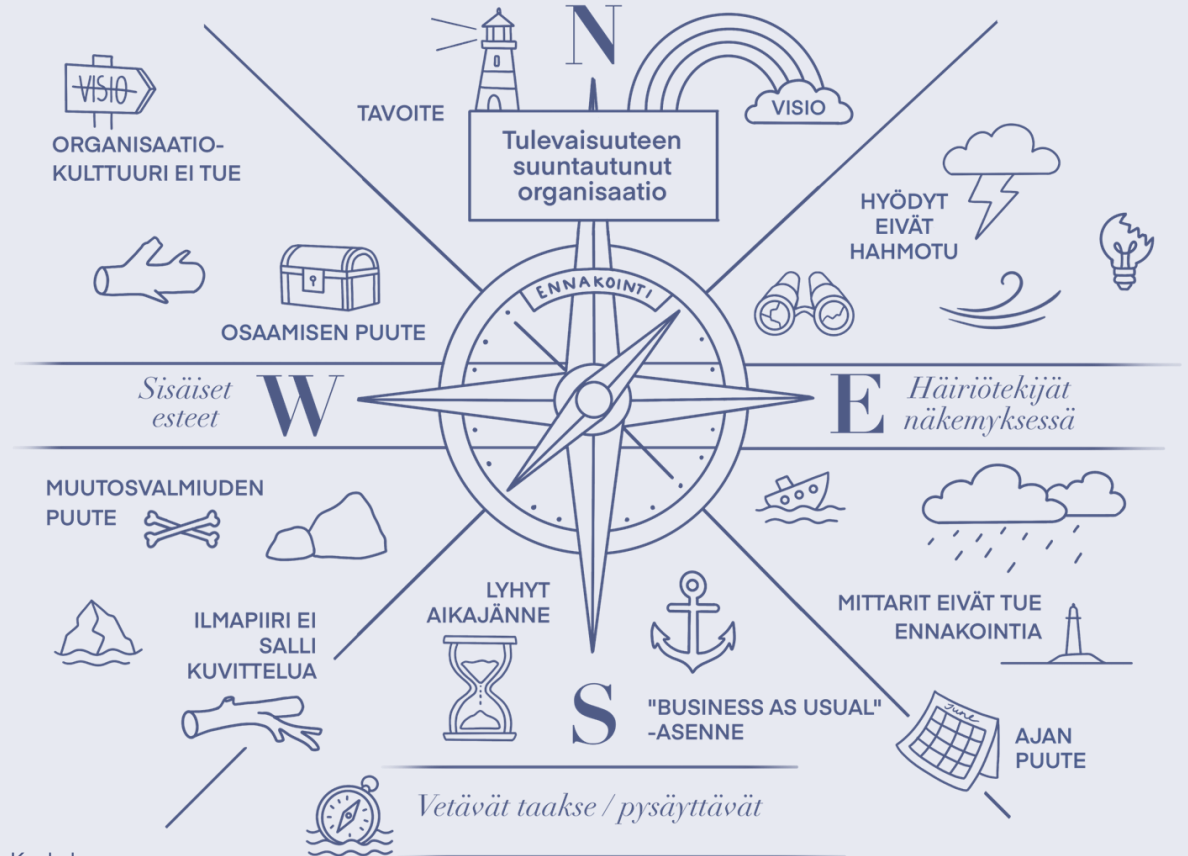 N
VISIO
ORGANISAATIO-
KULTTUURI EI TUE
TAVOITE
VISIO
Tulevaisuuteen
suuntautunut
organisaatio
HYÖDYT
EIVÄT
HAHMOTU
ENNAKOINTI
OSAAMISEN PUUTE
Sisäiset
esteet
W
E
Häiriötekijät
näkemyksessä
MUUTOSVALMIUDEN
PUUTE
ILMAPIIRI EI
SALLI
KUVITTELUA
LYHYT
AIKAJÄNNE
MITTARIT EIVÄT TUE
ENNAKOINTIA
S
"BUSINESS AS USUAL"
-ASENNE
June
AJAN
PUUTE
Vetävät taakse / pysäyttävät